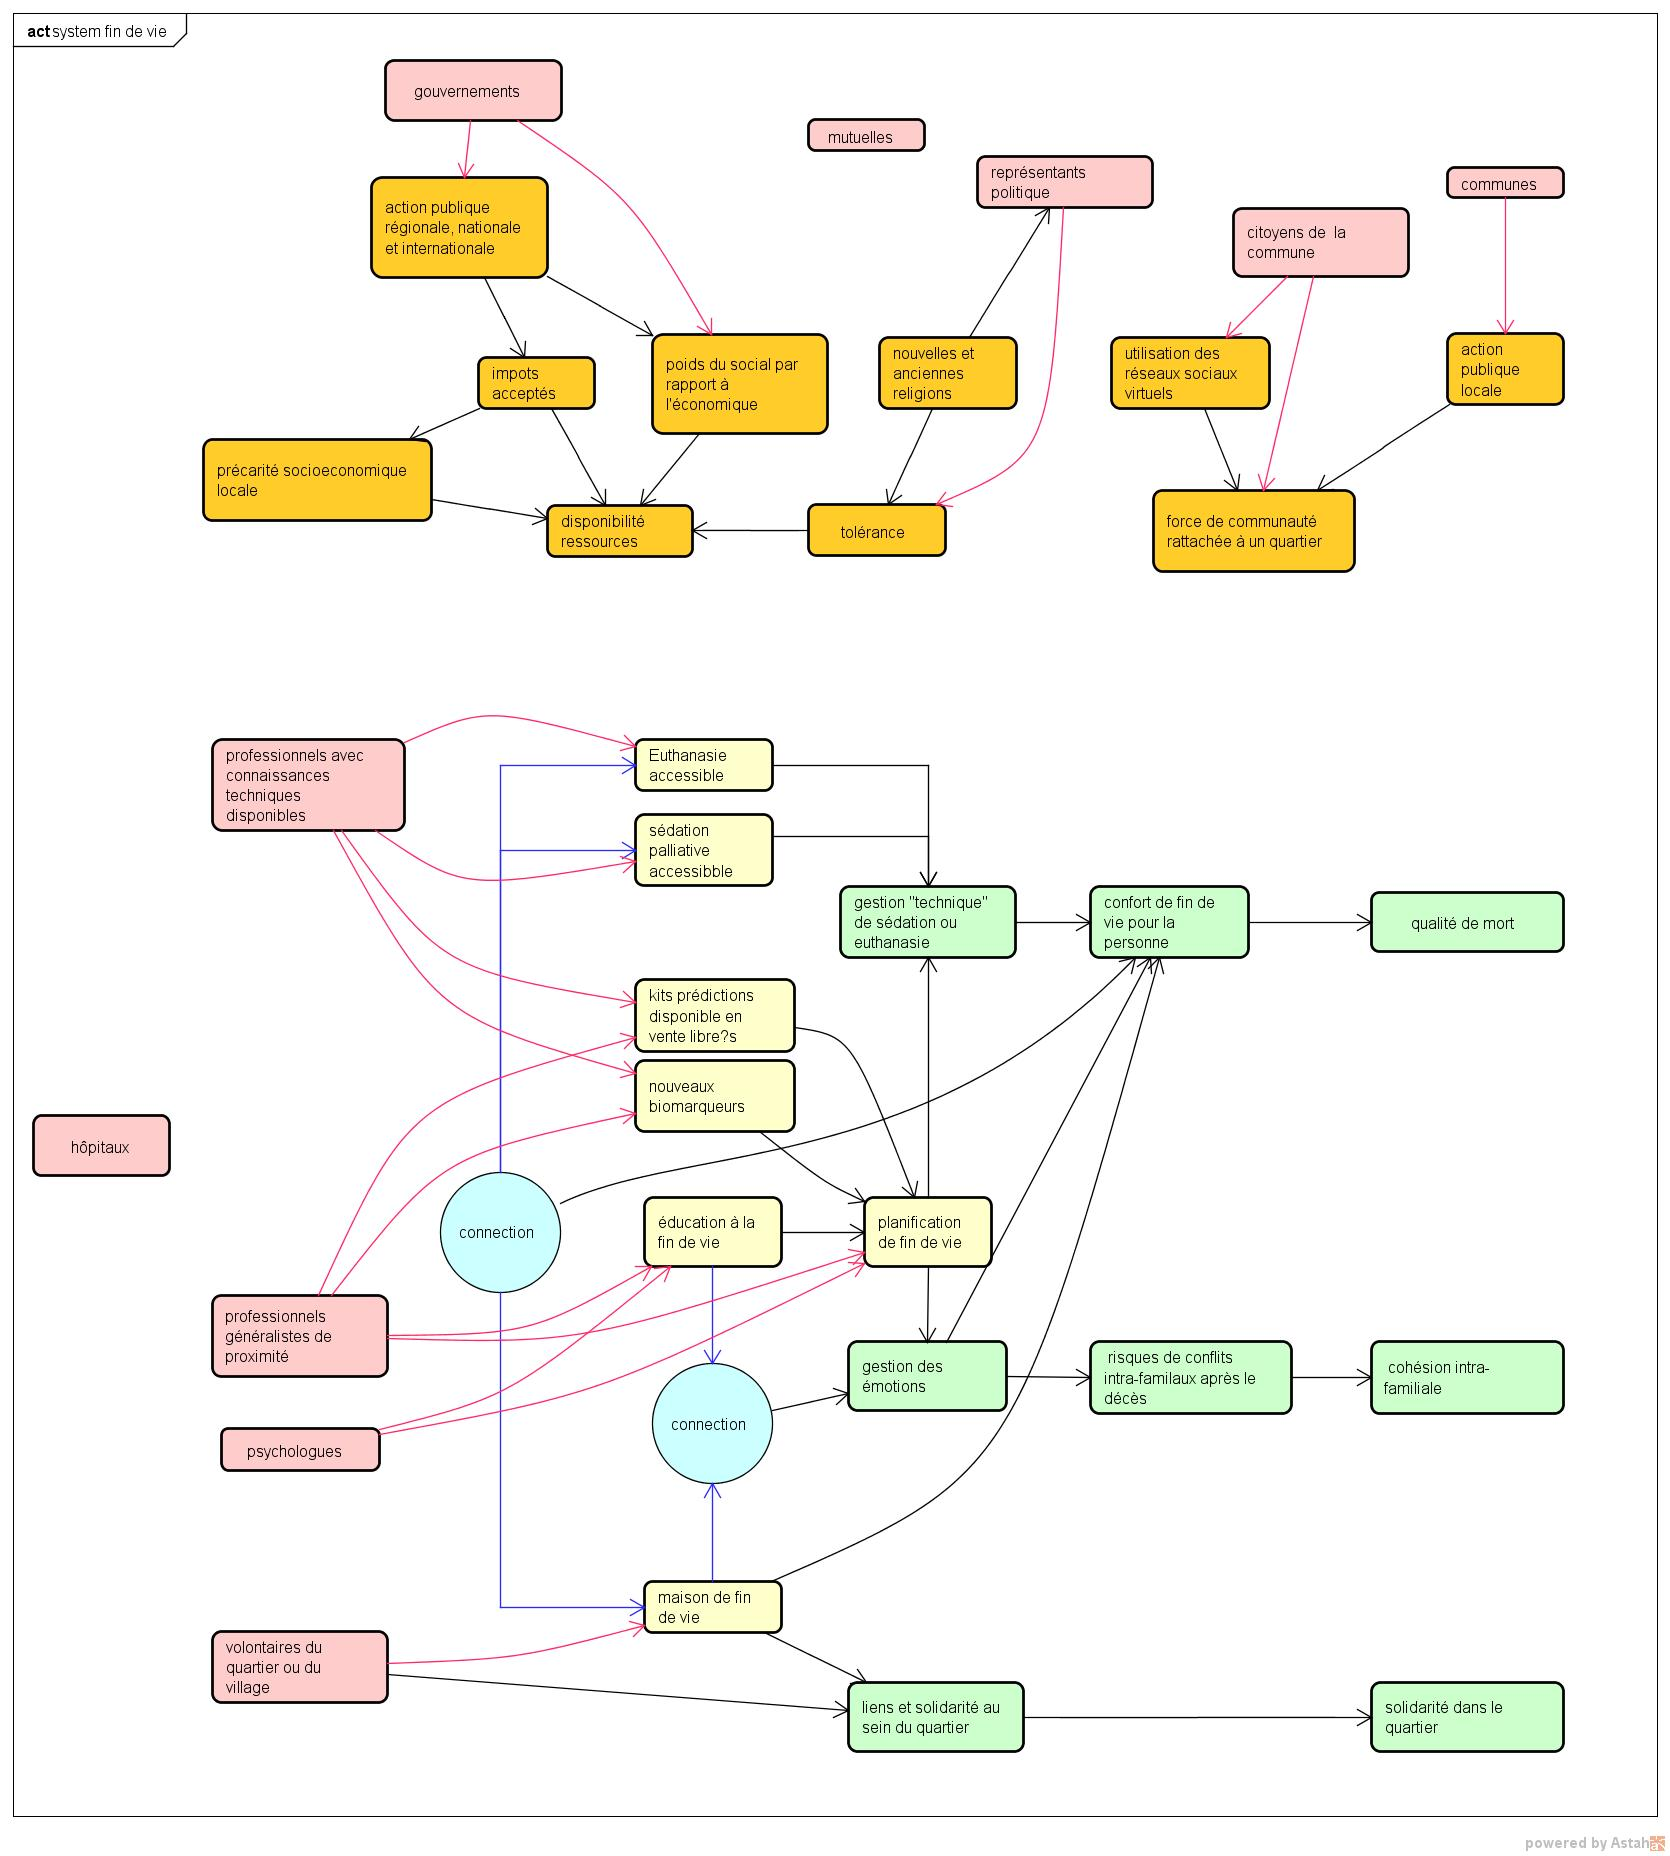 act system fin de vie
gouvernements
mutuelles
représentants
politique
communes
citoyens de  la
commune
action publique
régionale, nationale
et internationale
impots
acceptés
poids du social par
rapport à
l'économique
nouvelles et
anciennes
religions
utilisation des
réseaux sociaux
virtuels
action
publique
locale
précarité socioeconomique
locale
disponibilité
ressources
tolérance
force de communauté
rattachée à un quartier
professionnels avec
connaissances
techniques
disponibles
Euthanasie
accessible
sédation
palliative
accessibble
gestion "technique"
de sédation ou
euthanasie
confort de fin de
vie pour la
personne
qualité de mort
kits prédictions
disponible en
vente libre?s
nouveaux
biomarqueurs
hôpitaux
connection
éducation à la
fin de vie
planification
de fin de vie
professionnels
généralistes de
proximité
gestion des
émotions
risques de conflits
intra-familaux après le
décès
cohésion intra-
familiale
psychologues
connection
maison de fin
de vie
volontaires du
quartier ou du
village
liens et solidarité au
sein du quartier
solidarité dans le
quartier
powered by Astah